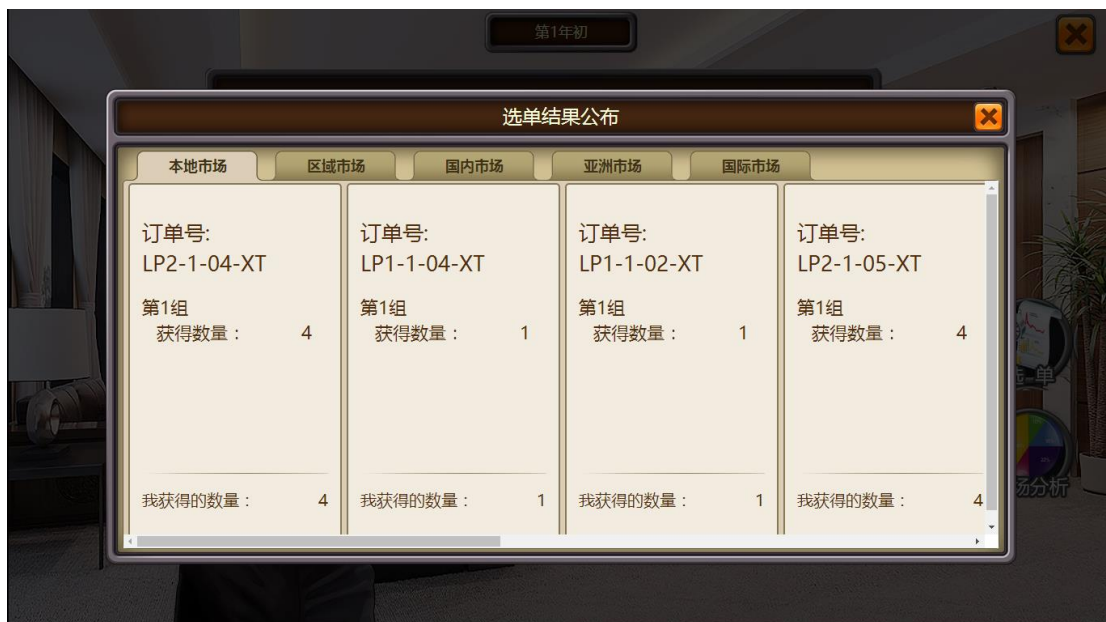 第1年初
选单结果公布
本地市场 区域市场 国内市场 亚洲市场 国际市场
订单号:
LP2-1-04-XT
第1组
获得数量： 4
我获得的数量： 4
订单号:
LP1-1-04-XT
第1组
获得数量： 1
我获得的数量： 1
订单号:
LP1-1-02-XT
第1组
获得数量： 1
我获得的数量： 1
订单号:
LP2-1-05-XT
第1组
获得数量： 4
我获得的数量： 4
单
场分析